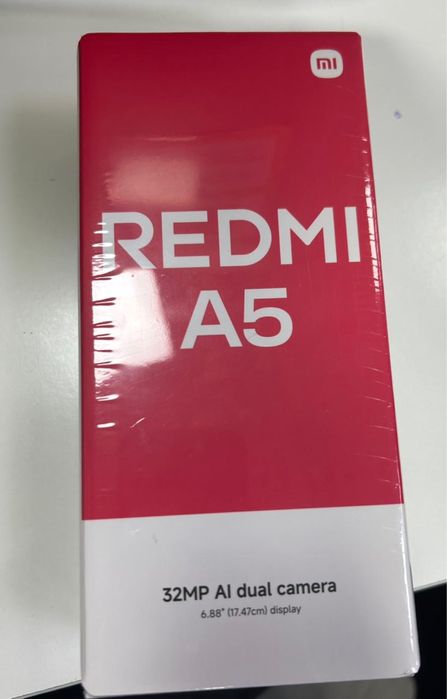 mi
REDMI
A5
32MP AI dual camera
6.88" (17.47cm) display